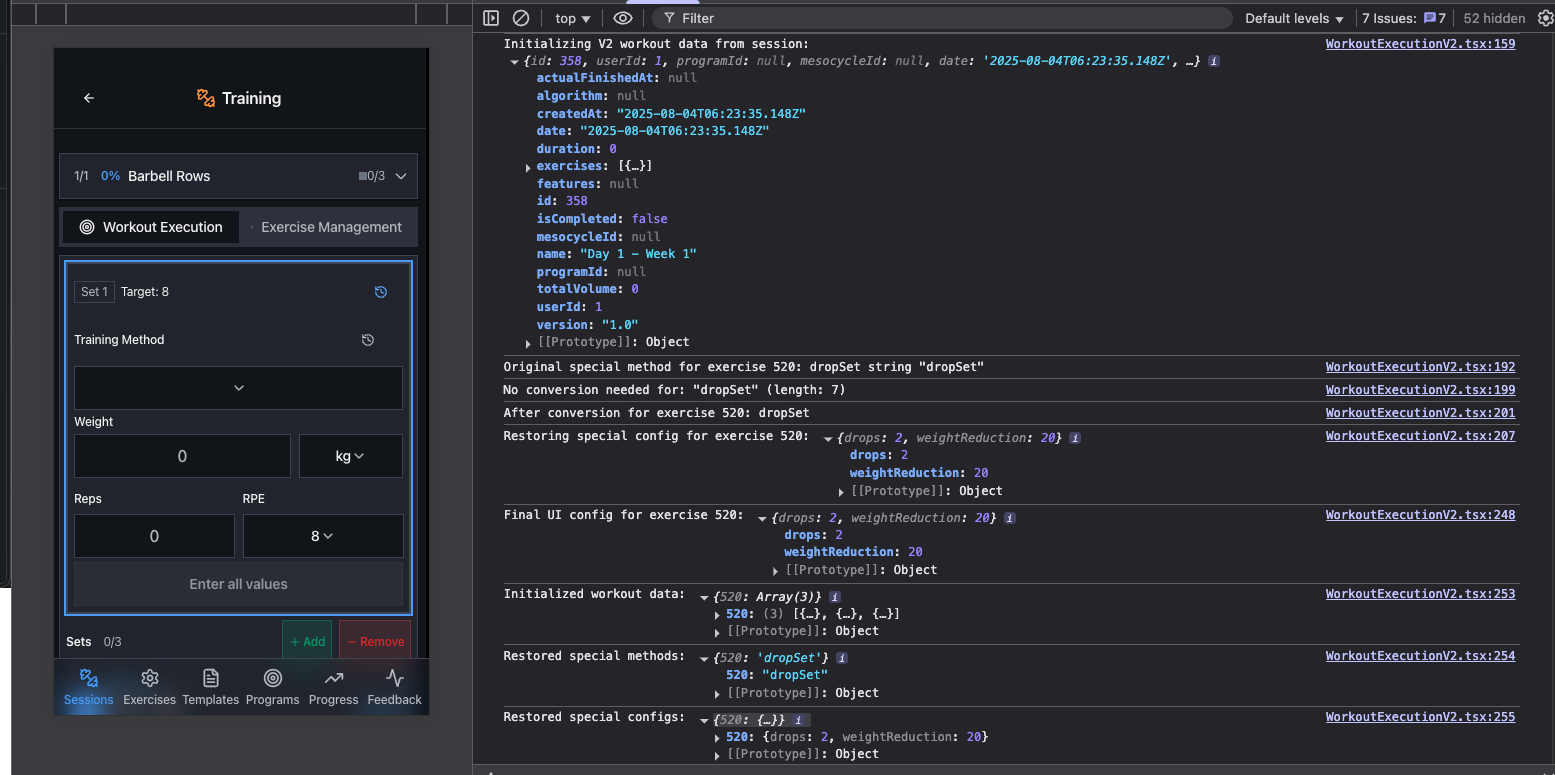 Training
1/1 0% Barbell Rows 0/3
Workout Execution
Exercise Management
Set 1 Target: 8
Training Method
Weight
0 kg
Reps RPE
0 8
Enter all values
Sets 0/3 + Add − Remove
Sessions Exercises Templates Programs Progress Feedback
top Filter Default levels 7 Issues: 7 52 hidden
Initializing V2 workout data from session: WorkoutExecutionV2.tsx:159
{id: 358, userId: 1, programId: null, mesocycleId: null, date: '2025-08-04T06:23:35.148Z', …}
actualFinishedAt: null
algorithm: null
createdAt: "2025-08-04T06:23:35.148Z"
date: "2025-08-04T06:23:35.148Z"
duration: 0
exercises: [{…}]
features: null
id: 358
isCompleted: false
mesocycleId: null
name: "Day 1 - Week 1"
programId: null
totalVolume: 0
userId: 1
version: "1.0"
[[Prototype]]: Object
Original special method for exercise 520: dropSet string "dropSet" WorkoutExecutionV2.tsx:192
No conversion needed for: "dropSet" (length: 7) WorkoutExecutionV2.tsx:199
After conversion for exercise 520: dropSet WorkoutExecutionV2.tsx:201
Restoring special config for exercise 520: {drops: 2, weightReduction: 20} WorkoutExecutionV2.tsx:207
drops: 2
weightReduction: 20
[[Prototype]]: Object
Final UI config for exercise 520: {drops: 2, weightReduction: 20} WorkoutExecutionV2.tsx:248
drops: 2
weightReduction: 20
[[Prototype]]: Object
Initialized workout data: {520: Array(3)} WorkoutExecutionV2.tsx:253
520: (3) [{…}, {…}, {…}]
[[Prototype]]: Object
Restored special methods: {520: 'dropSet'} WorkoutExecutionV2.tsx:254
520: "dropSet"
[[Prototype]]: Object
Restored special configs: {520: {…}} WorkoutExecutionV2.tsx:255
520: {drops: 2, weightReduction: 20}
[[Prototype]]: Object